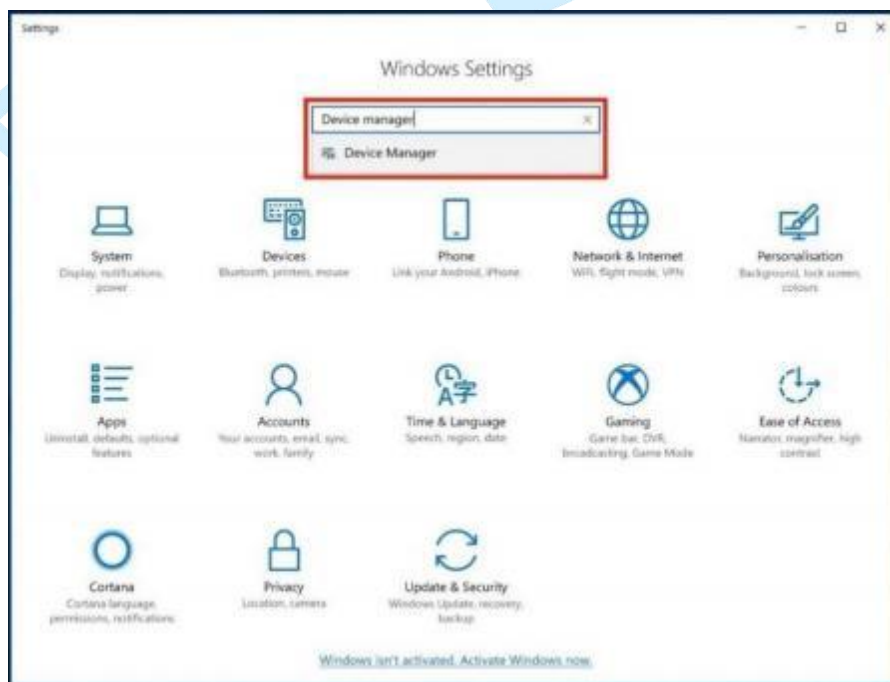 Settings
Windows Settings
Device manager
Device Manager
System
Display, notifications,
power
Devices
Bluetooth, printers, mouse
Phone
Link your Android, iPhone
Network & Internet
WiFi, flight mode, VPN
Personalisation
Background, lock screen,
colours
Apps
Uninstall, defaults, optional
features
Accounts
Your accounts, email, sync,
work, family
Time & Language
Speech, region, date
Gaming
Game bar, DVR,
broadcasting, Game Mode
Ease of Access
Narrator, magnifier, high
contrast
Cortana
Cortana language,
permissions, notifications
Privacy
Location, camera
Update & Security
Windows Update, recovery,
backup
Windows isn't activated. Activate Windows now.